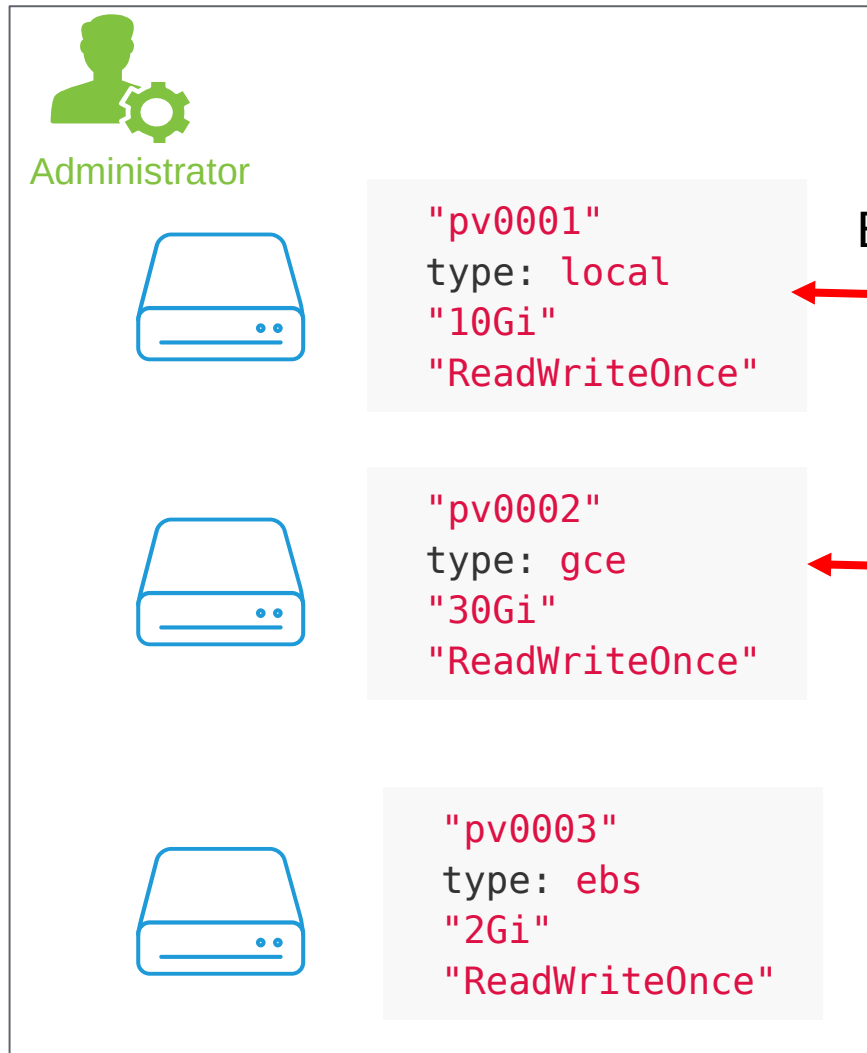 Administrator
"pv0001"
type: local
"10Gi"
"ReadWriteOnce"
"pv0002"
type: gce
"30Gi"
"ReadWriteOnce"
"pv0003"
type: ebs
"2Gi"
"ReadWriteOnce"